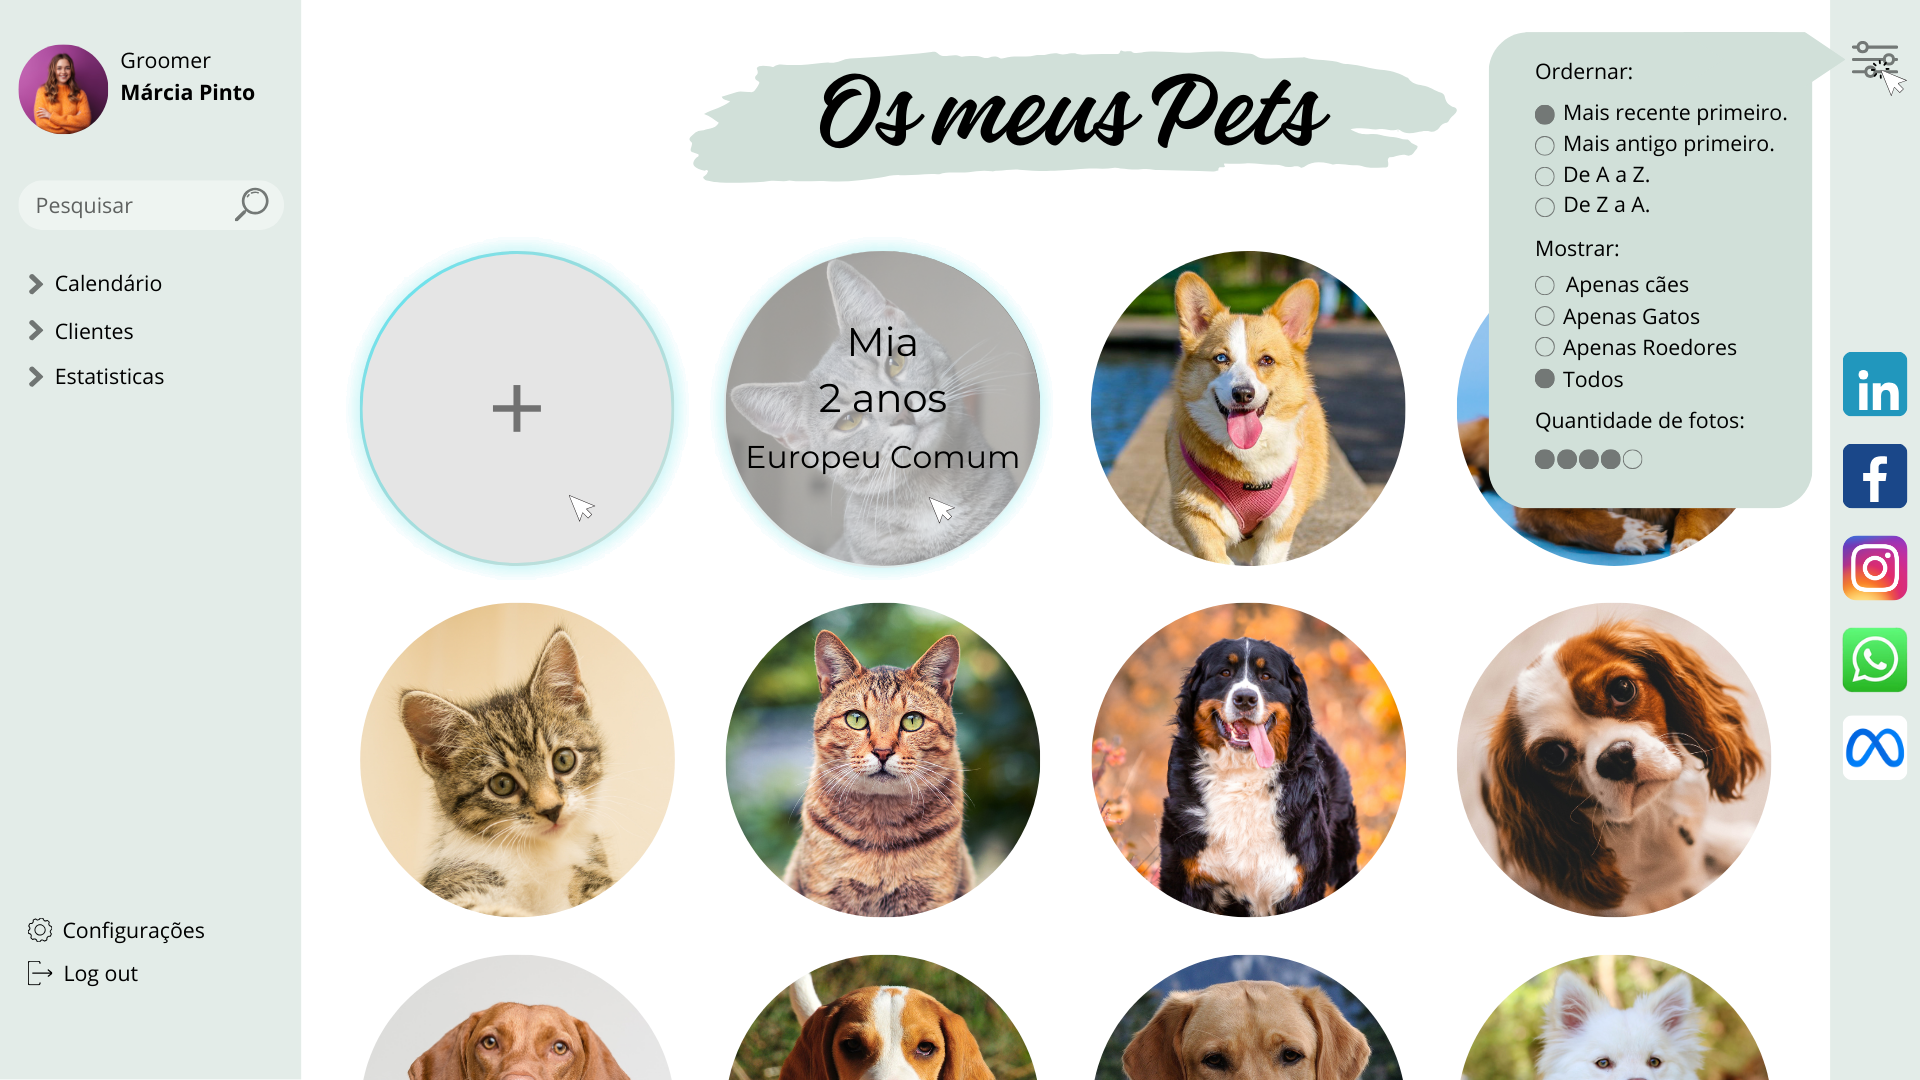 Groomer
Márcia Pinto
Pesquisar
Calendário
Clientes
Estatisticas
Configurações
Log out
Os meus Pets
Mia
2 anos
Europeu Comum
Ordernar:
Mais recente primeiro.
Mais antigo primeiro.
De A a Z.
De Z a A.
Mostrar:
Apenas cães
Apenas Gatos
Apenas Roedores
Todos
Quantidade de fotos:
in
f